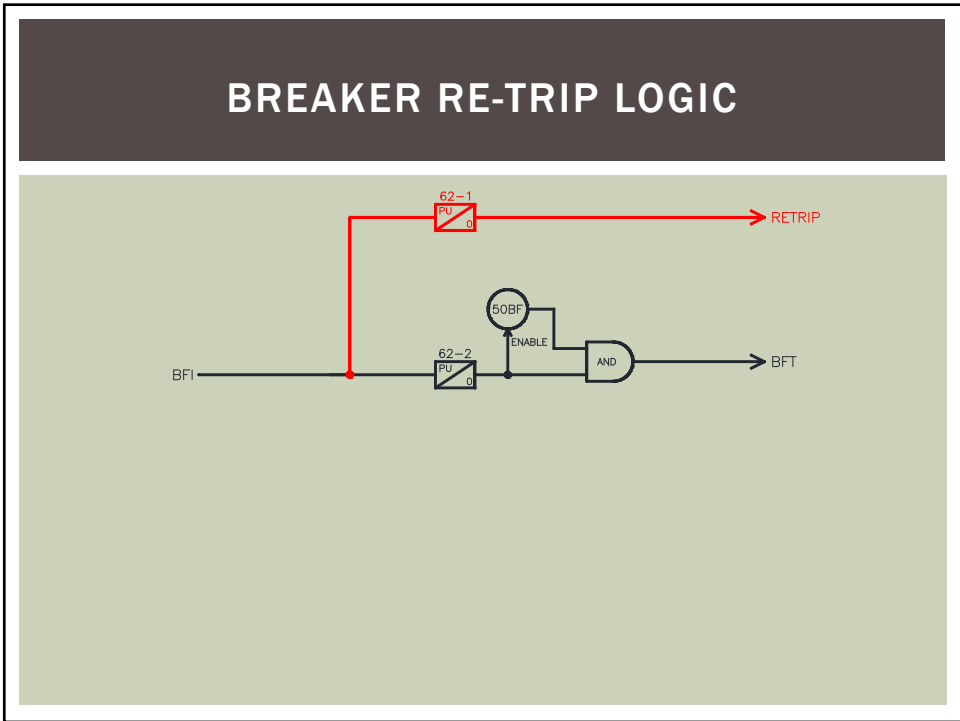 BREAKER RE-TRIP LOGIC
62-1
PU
0
RETRIP
50BF
ENABLE
62-2
PU
0
BFI
AND
BFT